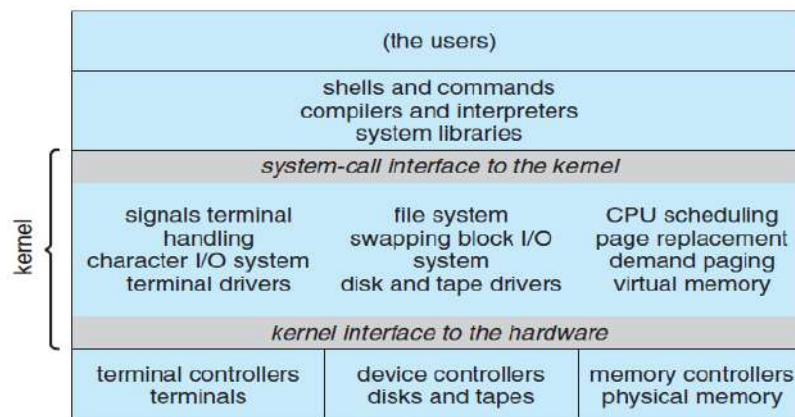 (the users)
shells and commands
compilers and interpreters
system libraries
system-call interface to the kernel
kernel
signals terminal
handling
character I/O system
terminal drivers
file system
swapping block I/O
system
disk and tape drivers
CPU scheduling
page replacement
demand paging
virtual memory
kernel interface to the hardware
terminal controllers
terminals
device controllers
disks and tapes
memory controllers
physical memory